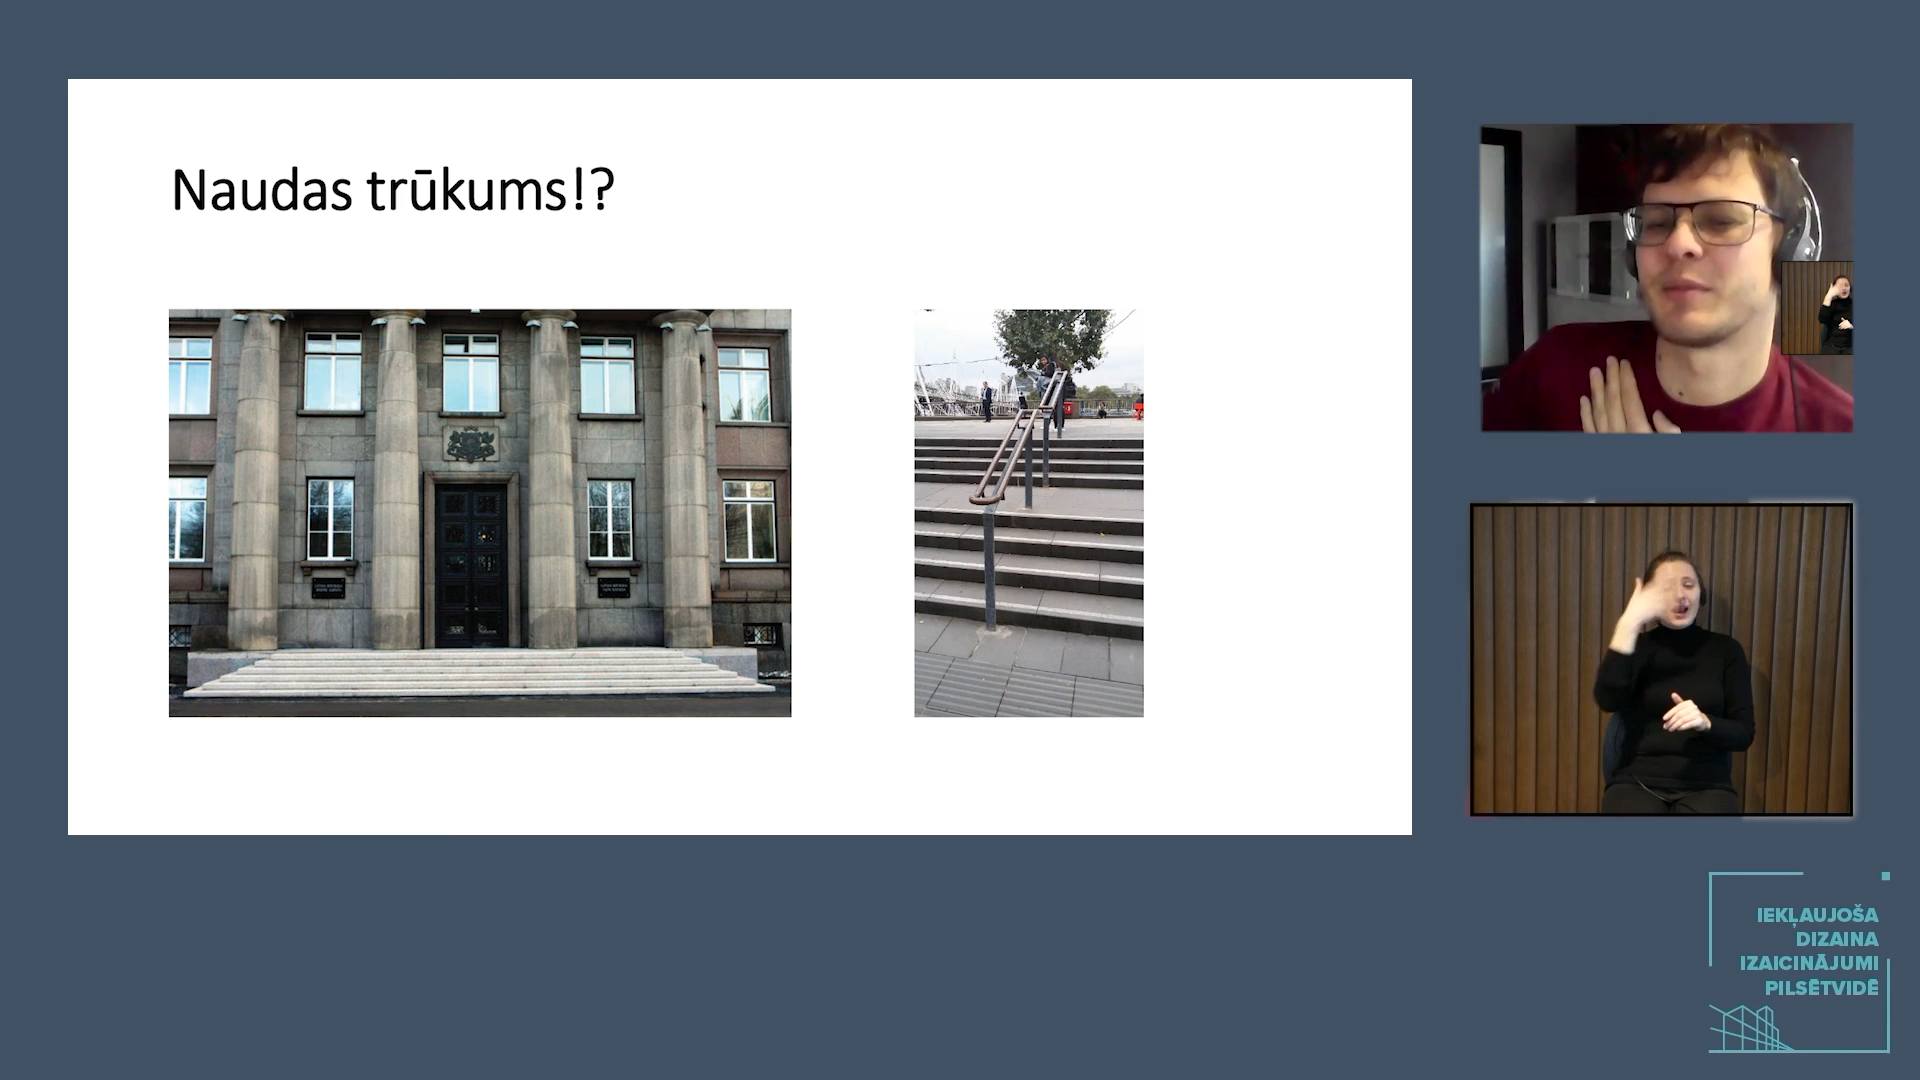 Naudas trūkums!?
IEKĻAUJOŠA
DIZAINA
IZAICINĀJUMI
PILSĒTVIDĒ